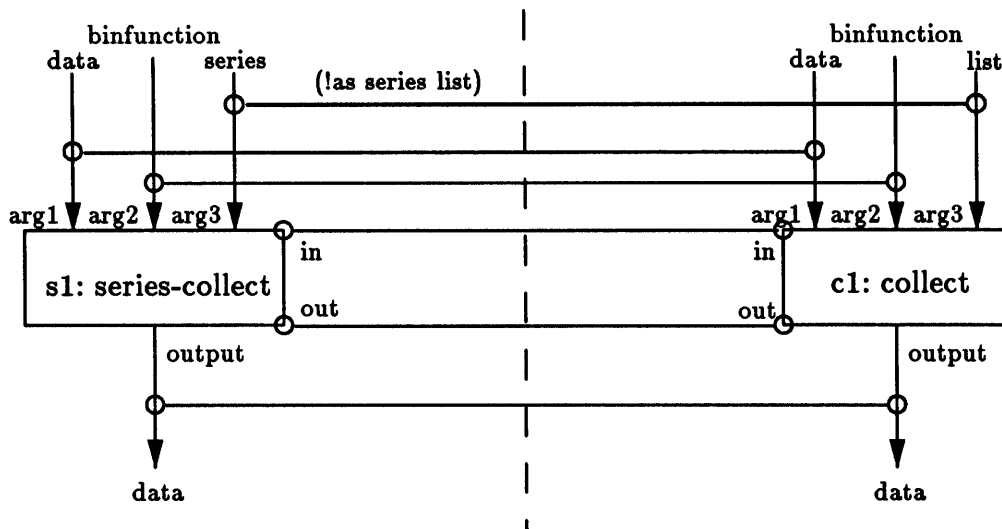 binfunction
binfunction
data
series
data
list
(!as series list)
arg1
arg2
arg3
arg1
arg2
arg3
in
in
s1: series-collect
c1: collect
out
out
output
output
data
data